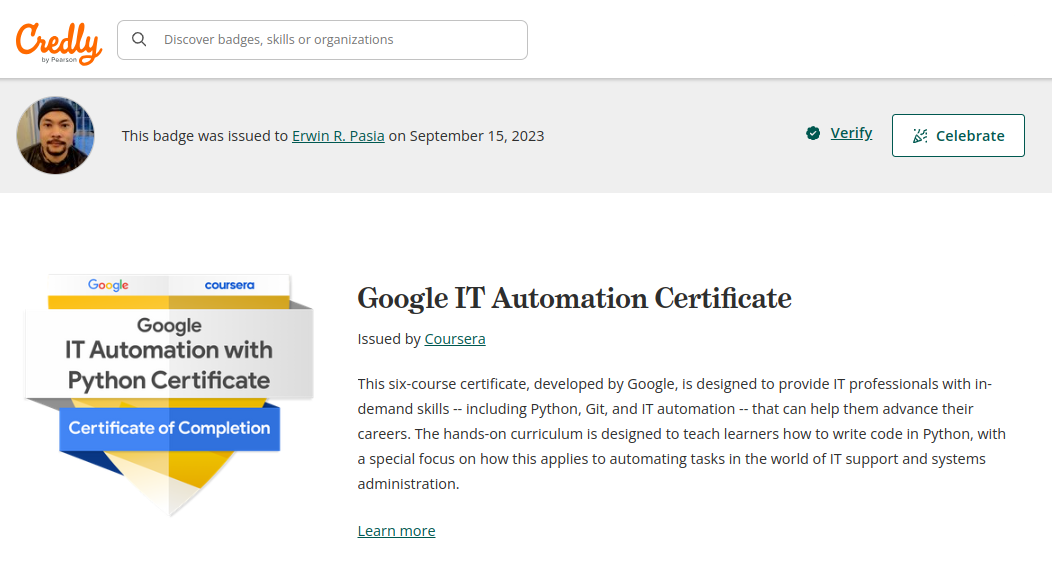 Credly
by Pearson
Discover badges, skills or organizations
This badge was issued to Erwin R. Pasia on September 15, 2023
Verify
Celebrate
Google
coursera
Google
IT Automation with
Python Certificate
Certificate of Completion
Google IT Automation Certificate
Issued by Coursera
This six-course certificate, developed by Google, is designed to provide IT professionals with in-
demand skills -- including Python, Git, and IT automation -- that can help them advance their
careers. The hands-on curriculum is designed to teach learners how to write code in Python, with
a special focus on how this applies to automating tasks in the world of IT support and systems
administration.
Learn more